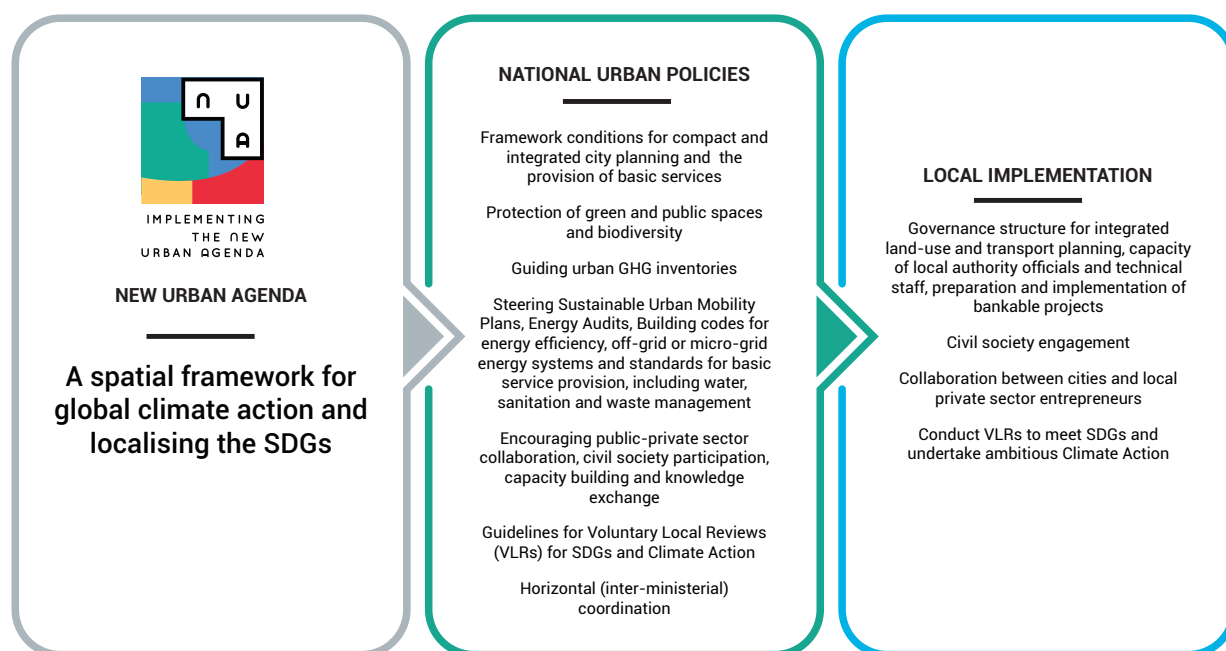 n U
A
IMPLEMENTING
THE NEW
URBAN AGENDA
NEW URBAN AGENDA
A spatial framework for
global climate action and
localising the SDGs
NATIONAL URBAN POLICIES
Framework conditions for compact and
integrated city planning and the
provision of basic services
Protection of green and public spaces
and biodiversity
Guiding urban GHG inventories
Steering Sustainable Urban Mobility
Plans, Energy Audits, Building codes for
energy efficiency, off-grid or micro-grid
energy systems and standards for basic
service provision, including water,
sanitation and waste management
Encouraging public-private sector
collaboration, civil society participation,
capacity building and knowledge
exchange
Guidelines for Voluntary Local Reviews
(VLRs) for SDGs and Climate Action
Horizontal (inter-ministerial)
coordination
LOCAL IMPLEMENTATION
Governance structure for integrated
land-use and transport planning, capacity
of local authority officials and technical
staff, preparation and implementation of
bankable projects
Civil society engagement
Collaboration between cities and local
private sector entrepreneurs
Conduct VLRs to meet SDGs and
undertake ambitious Climate Action